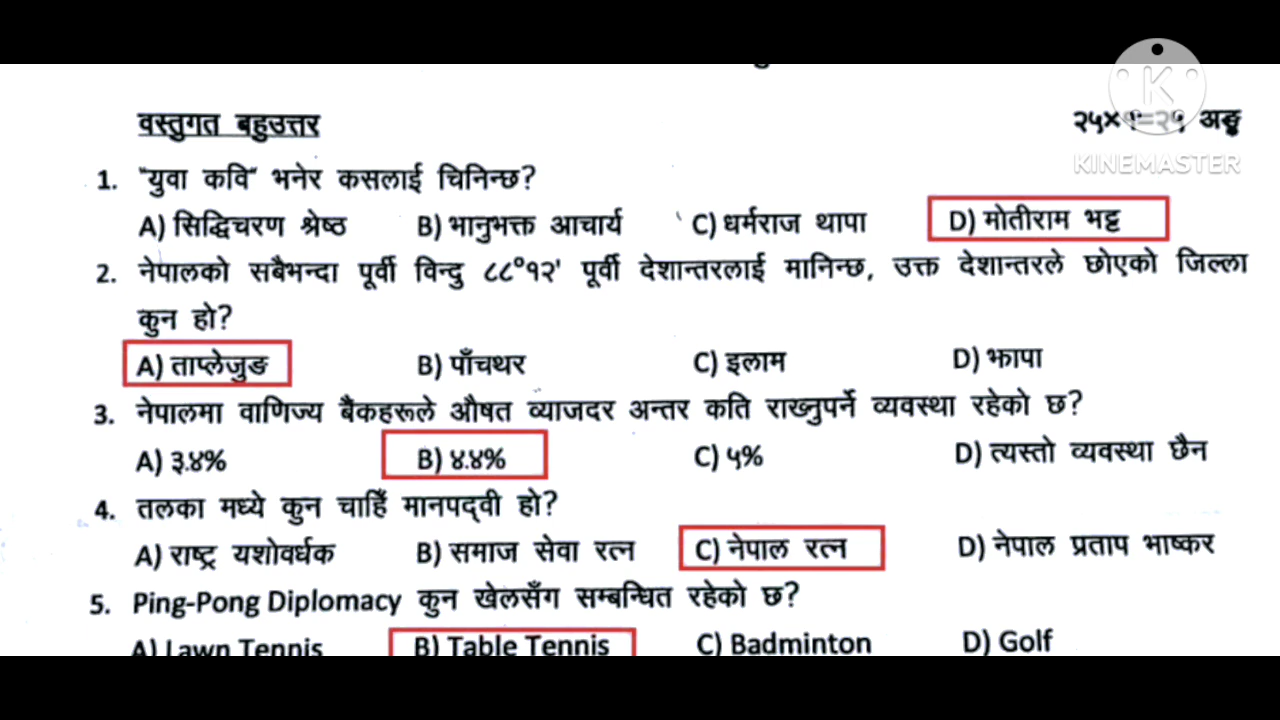 वस्तुगत बहुउत्तर २५×१=२५ अङ्क
KINEMASTER
1. "युवा कवि" भनेर कसलाई चिनिन्छ?
A) सिद्धिचरण श्रेष्ठ B) भानुभक्त आचार्य C) धर्मराज थापा D) मोतीराम भट्ट
2. नेपालको सबैभन्दा पूर्वी विन्दु ८८°१२' पूर्वी देशान्तरलाई मानिन्छ, उक्त देशान्तरले छोएको जिल्ला
कुन हो?
A) ताप्लेजुङ B) पाँचथर C) इलाम D) झापा
3. नेपालमा वाणिज्य बैंकहरूले औषत व्याजदर अन्तर कति राख्नुपर्ने व्यवस्था रहेको छ?
A) ३.४% B) ४.४% C) ५% D) त्यस्तो व्यवस्था छैन
4. तलका मध्ये कुन चाहिँ मानपद्वी हो?
A) राष्ट्र यशोवर्धक B) समाज सेवा रत्न C) नेपाल रत्न D) नेपाल प्रताप भाष्कर
5. Ping-Pong Diplomacy कुन खेलसँग सम्बन्धित रहेको छ?
A) Lawn Tennis B) Table Tennis C) Badminton D) Golf